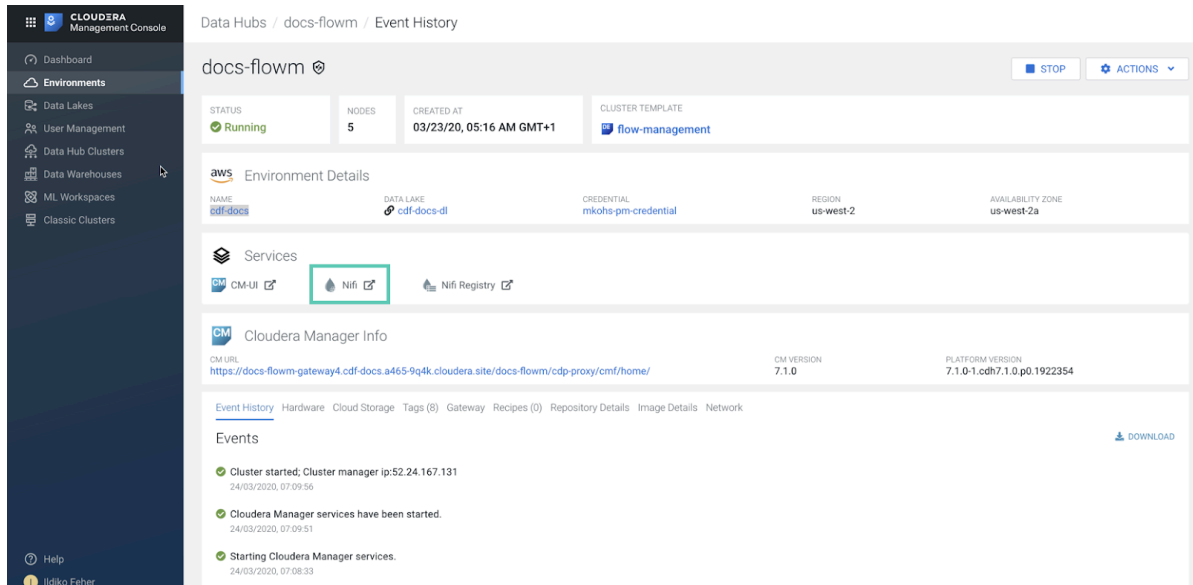 CLOUDERA
Management Console
Dashboard
Environments
Data Lakes
User Management
Data Hub Clusters
Data Warehouses
ML Workspaces
Classic Clusters
Help
Ildiko Feher
Data Hubs / docs-flowm / Event History
docs-flowm
STOP
ACTIONS
STATUS
Running
NODES
5
CREATED AT
03/23/20, 05:16 AM GMT+1
CLUSTER TEMPLATE
DE flow-management
aws Environment Details
NAME
cdf-docs
DATA LAKE
cdf-docs-dl
CREDENTIAL
mkohs-pm-credential
REGION
us-west-2
AVAILABILITY ZONE
us-west-2a
Services
CM CM-UI
Nifi
Nifi Registry
CM Cloudera Manager Info
CM URL
https://docs-flowm-gateway4.cdf-docs.a465-9q4k.cloudera.site/docs-flowm/cdp-proxy/cmf/home/
CM VERSION
7.1.0
PLATFORM VERSION
7.1.0-1.cdh7.1.0.p0.1922354
Event History Hardware Cloud Storage Tags (8) Gateway Recipes (0) Repository Details Image Details Network
Events
DOWNLOAD
Cluster started; Cluster manager ip:52.24.167.131
24/03/2020, 07:09:56
Cloudera Manager services have been started.
24/03/2020, 07:09:51
Starting Cloudera Manager services.
24/03/2020, 07:08:33